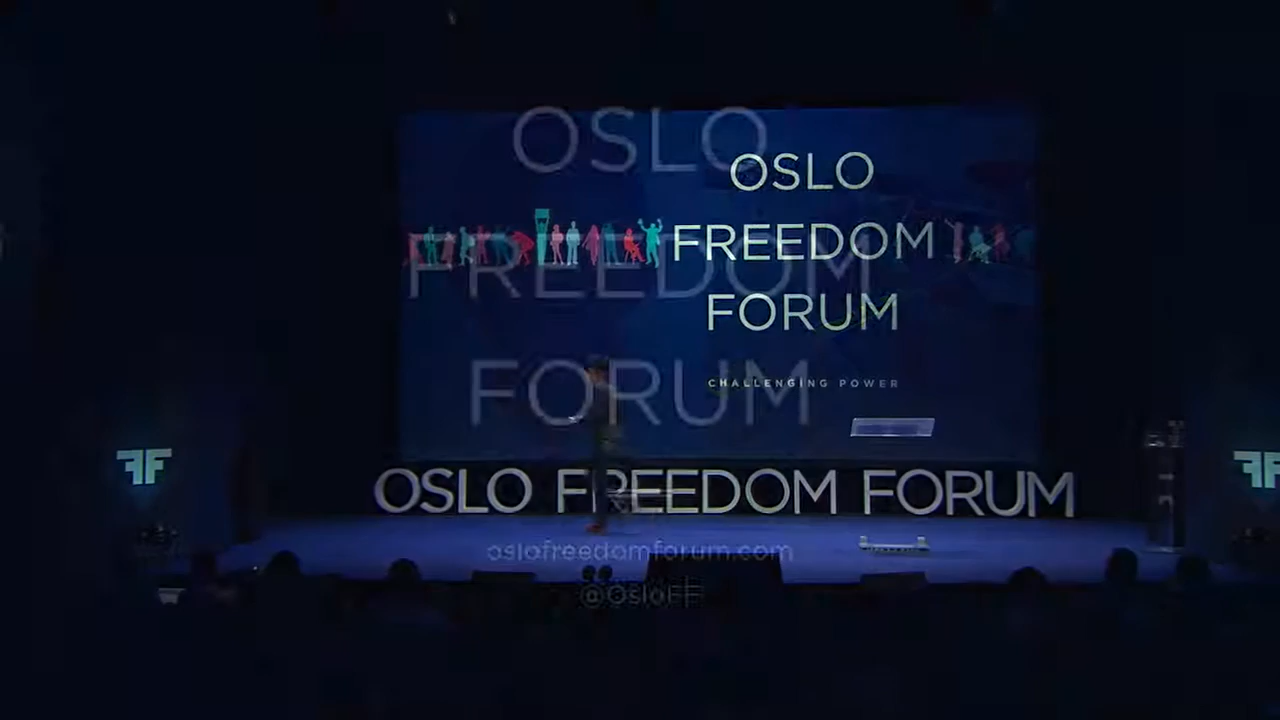 OSLO
FREEDOM
FORUM
OSLO
FREEDOM
FORUM
CHALLENGING POWER
FF
FF
OSLO FREEDOM FORUM
oslofreedomforum.com
@OsloFF